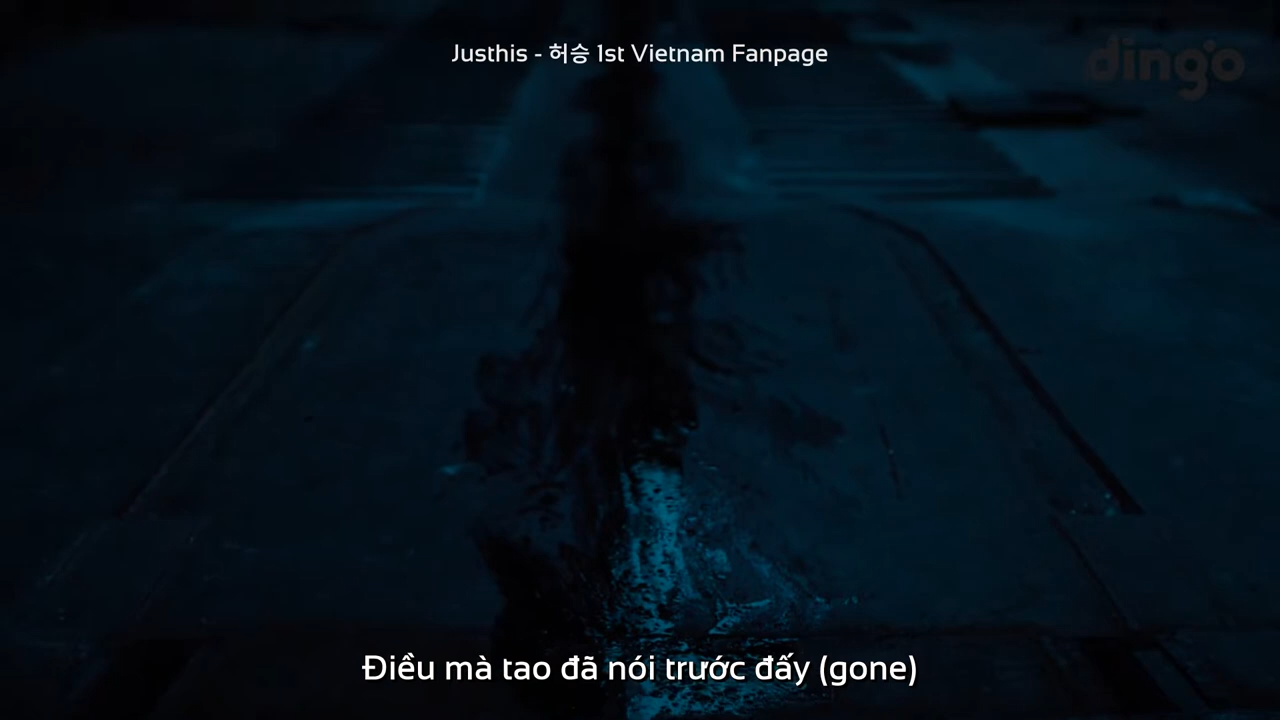 Justhis - 허승 1st Vietnam Fanpage
dingo
Điều mà tao đã nói trước đấy (gone)